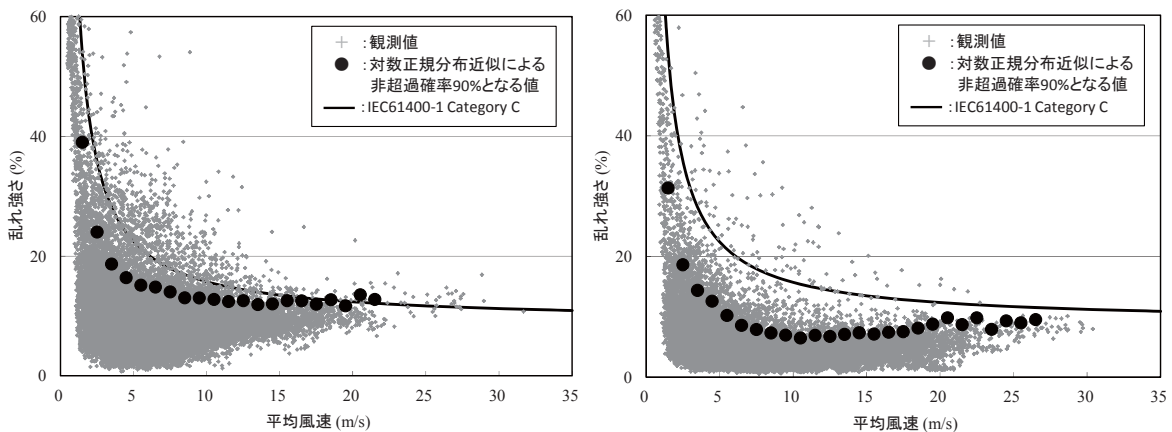 60
40
20
0
0 5 10 15 20 25 30 35
乱れ強さ (%)
平均風速 (m/s)
+ :観測値
● :対数正規分布近似による
非超過確率90%となる値
:IEC61400-1 Category C
60
40
20
0
0 5 10 15 20 25 30 35
乱れ強さ (%)
平均風速 (m/s)
+ :観測値
● :対数正規分布近似による
非超過確率90%となる値
:IEC61400-1 Category C